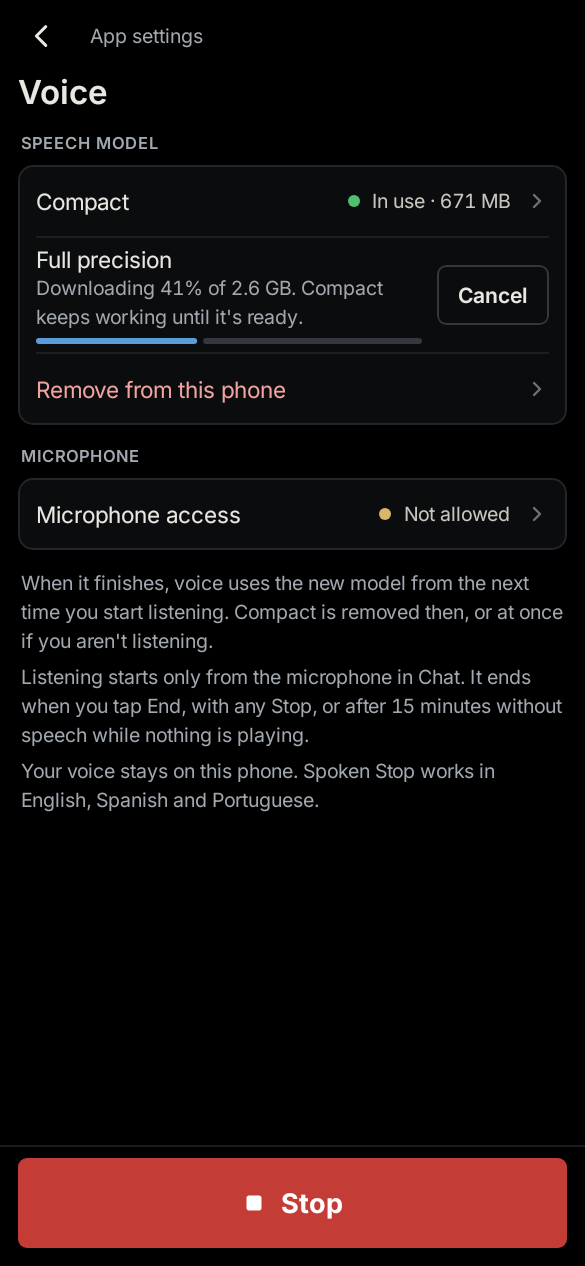 App settings
Voice
SPEECH MODEL
Compact
In use · 671 MB
Full precision
Downloading 41% of 2.6 GB. Compact
keeps working until it's ready.
Cancel
Remove from this phone
MICROPHONE
Microphone access
Not allowed
When it finishes, voice uses the new model from the next
time you start listening. Compact is removed then, or at once
if you aren't listening.
Listening starts only from the microphone in Chat. It ends
when you tap End, with any Stop, or after 15 minutes without
speech while nothing is playing.
Your voice stays on this phone. Spoken Stop works in
English, Spanish and Portuguese.
Stop